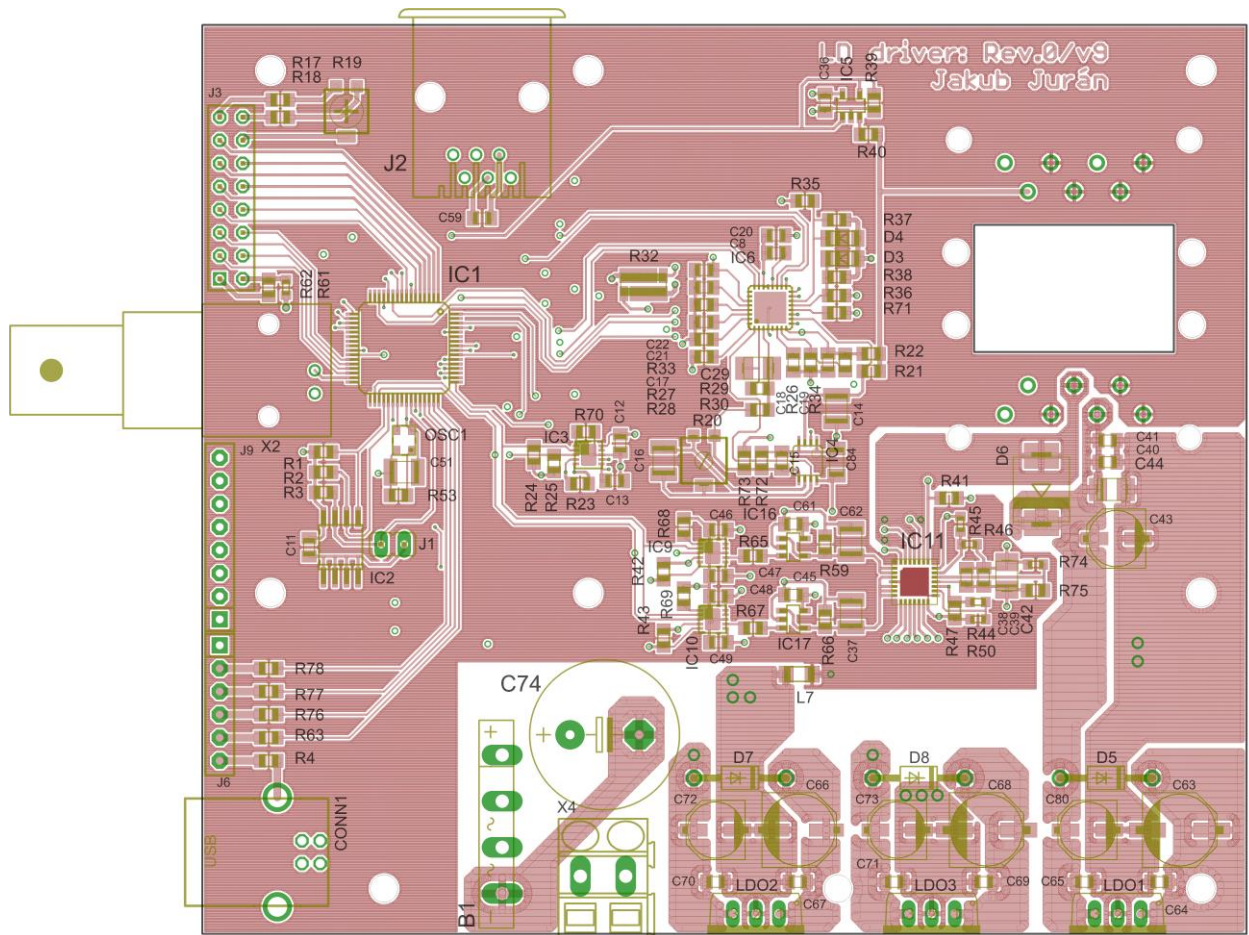 LD driver: Rev.0/v9
Jakub Jurán
R17 R19
R18
J3
C36
IC5
R39
J2
R40
C59
R35
R37
D4
D3
R38
R36
R71
C20
C8
IC6
R32
IC1
R62
R61
C22
C21
R33
C17
R27
R28
C29
R29
R30
R20
C18
R26
C19
R34
C14
R22
R21
X2
OSC1
C51
R53
J9
R1
R2
R3
C11
IC2
J1
IC3
R70
C12
R24
R25
R23
C13
C16
R73
R72
C15
IC4
C84
D6
C41
C40
C44
C43
R41
R45
R46
IC11
R74
R75
R68
C46
IC9
R65
IC16
C61
C62
R59
R42
C47
C48
C45
R43
R69
R67
IC10
C49
IC17
R66
C37
R47
R44
R50
C38
C39
C42
R78
R77
R76
R63
R4
J6
USB
CONN1
C74
+
+
~
~
-
B1
X4
L7
D7
C72
C66
C70
LDO2
C67
D8
C73
C68
C71
LDO3
C69
D5
C80
C63
C65
LDO1
C64